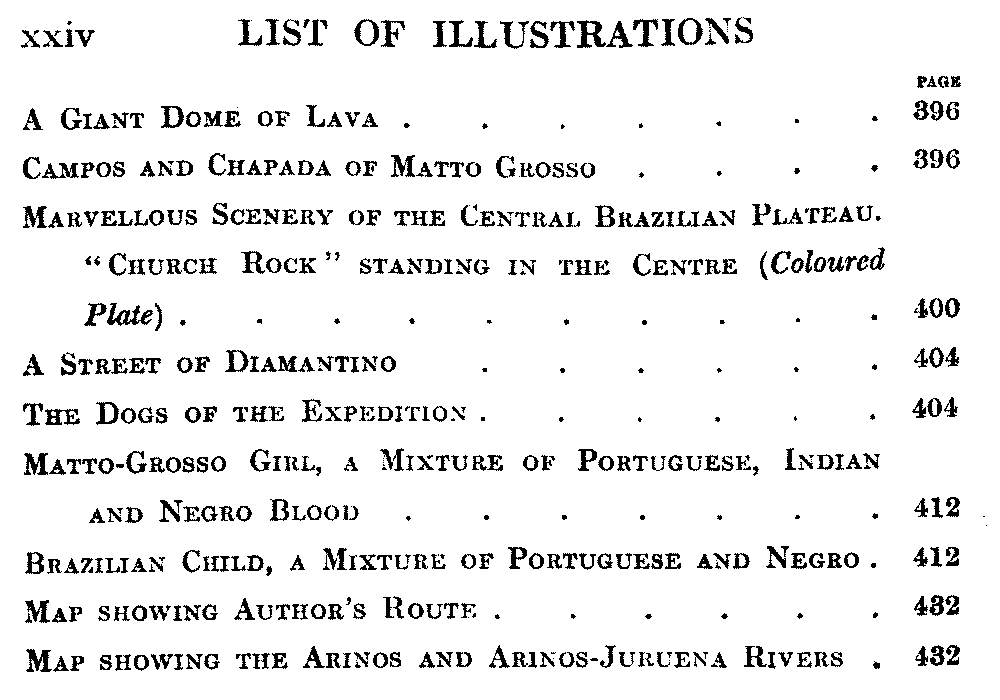 xxiv LIST OF ILLUSTRATIONS
PAGE
A Giant Dome of Lava . . . . . . . 396
Campos and Chapada of Matto Grosso . . . . 396
Marvellous Scenery of the Central Brazilian Plateau.
“Church Rock” standing in the Centre (Coloured
Plate) . . . . . . . . . . 400
A Street of Diamantino . . . . . . 404
The Dogs of the Expedition . . . . . . 404
Matto-Grosso Girl, a Mixture of Portuguese, Indian
and Negro Blood . . . . . . . 412
Brazilian Child, a Mixture of Portuguese and Negro . 412
Map showing Author’s Route . . . . . . 432
Map showing the Arinos and Arinos-Juruena Rivers . 432